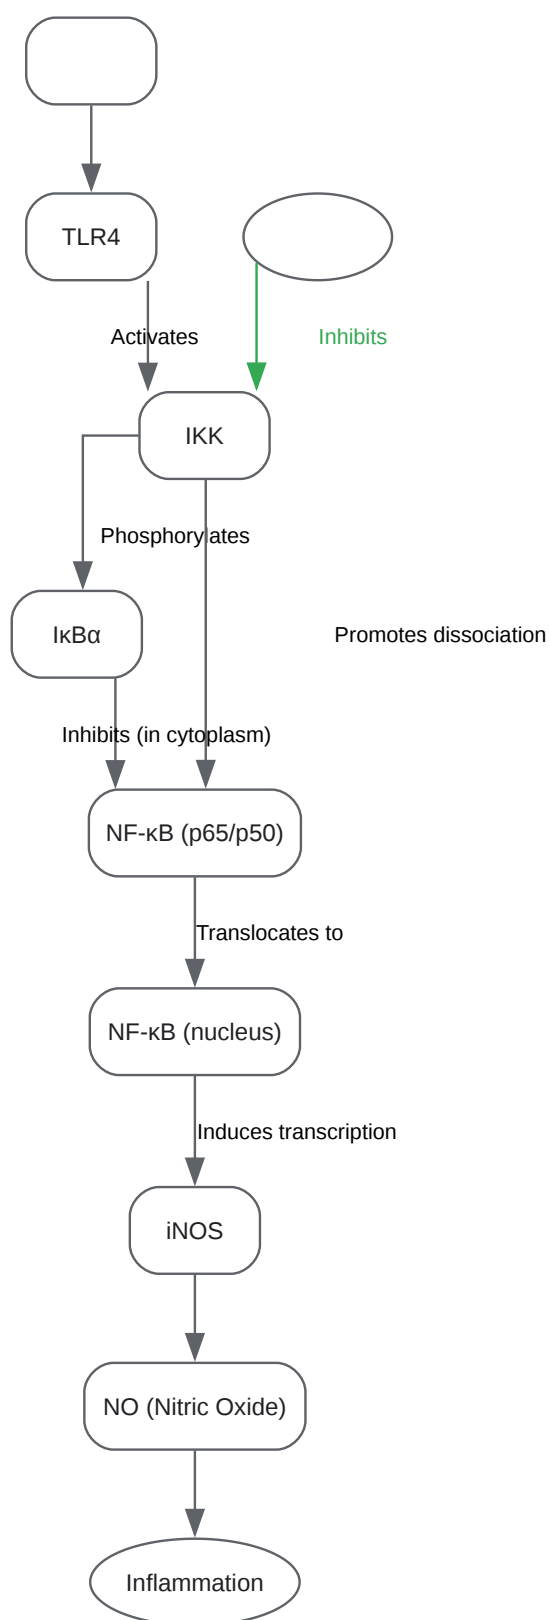 TLR4
Activates
Inhibits
IKK
Phosphorylates
IκBα
Promotes dissociation
Inhibits (in cytoplasm)
NF-κB (p65/p50)
Translocates to
NF-κB (nucleus)
Induces transcription
iNOS
NO (Nitric Oxide)
Inflammation